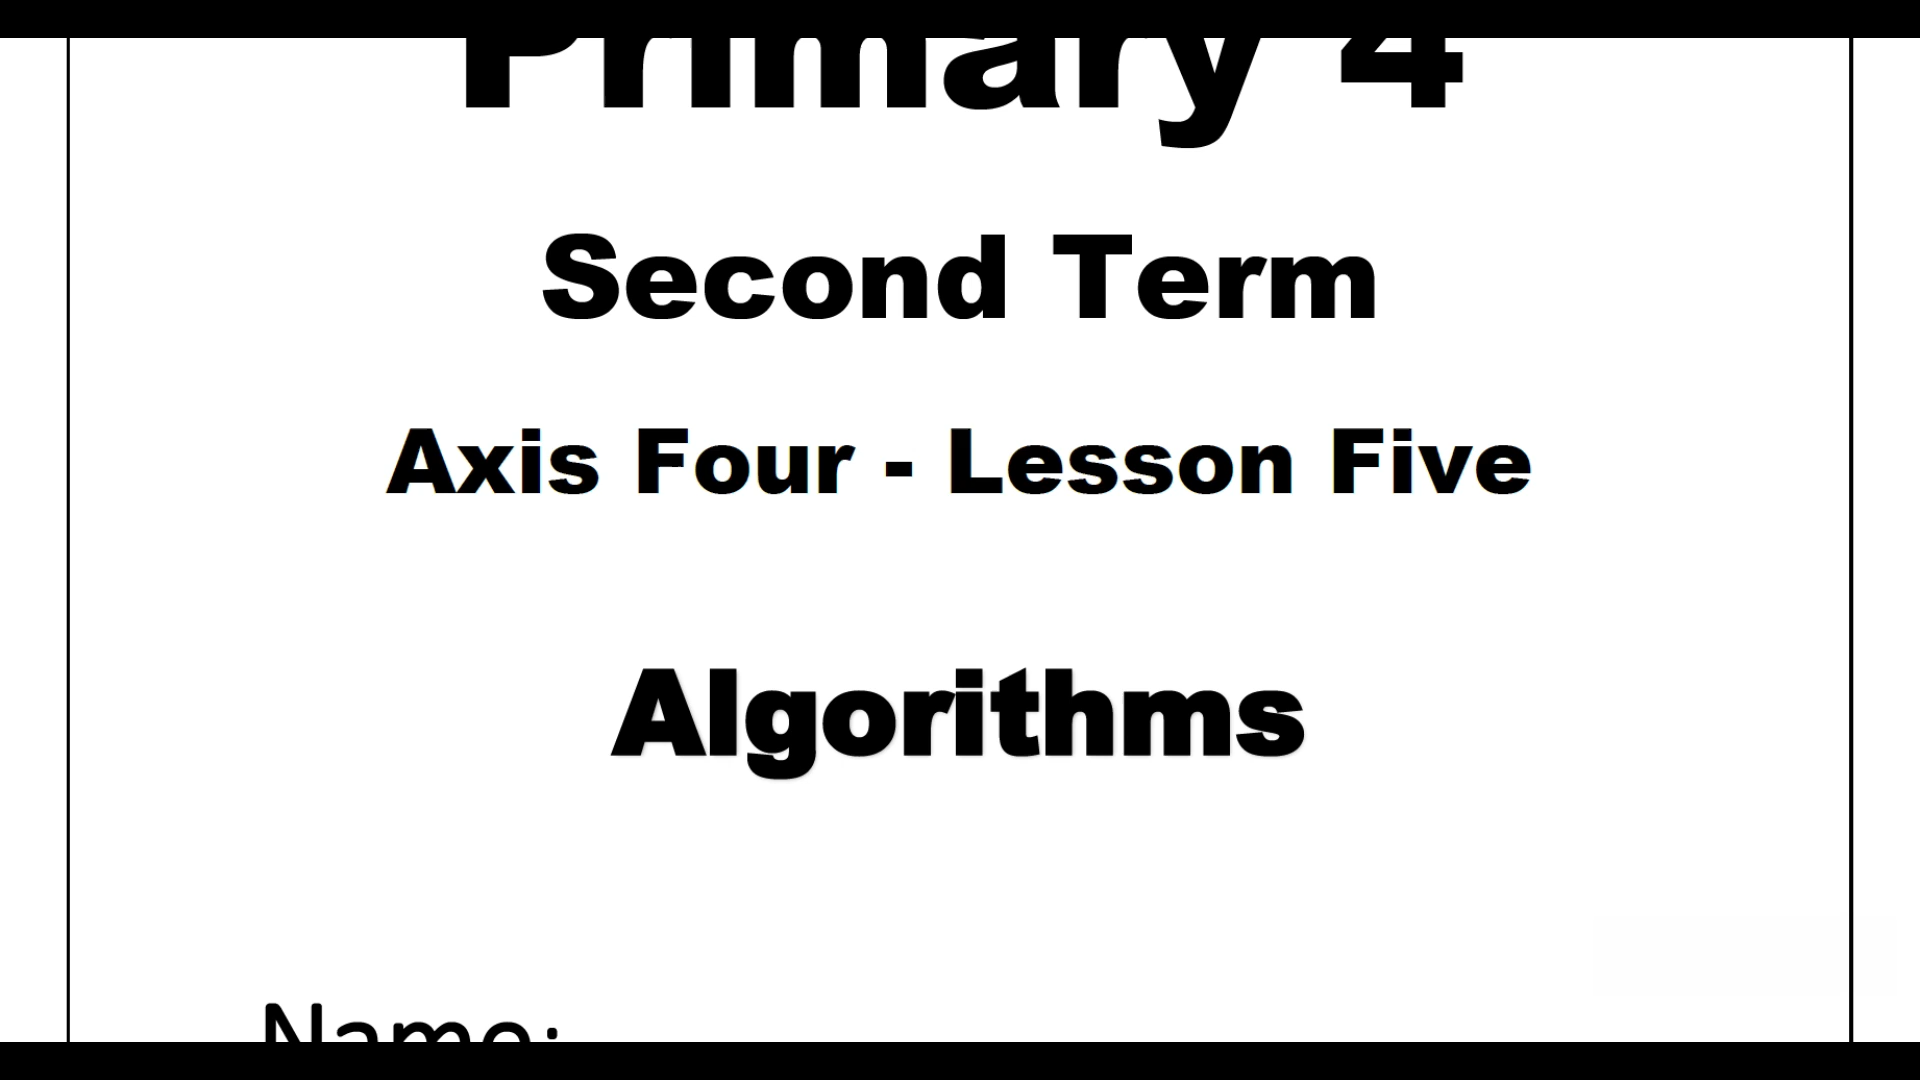 Primary 4
Second Term
Axis Four - Lesson Five
Algorithms
Name: